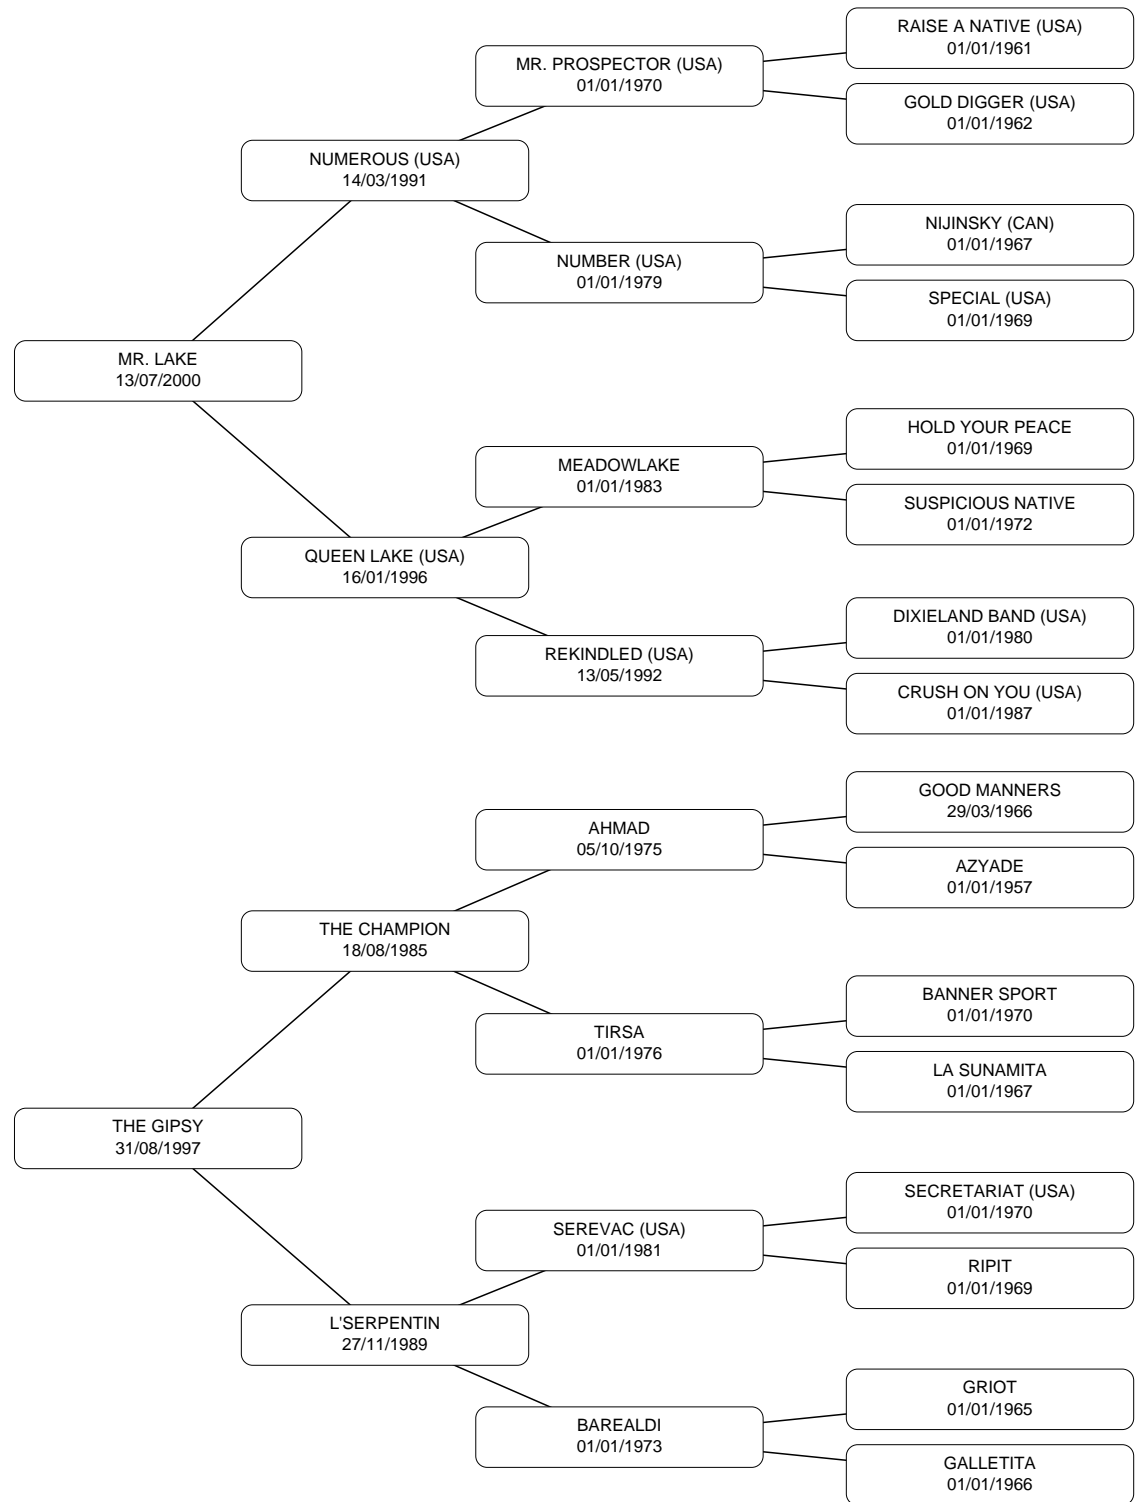 RAISE A NATIVE (USA)
01/01/1961
MR. PROSPECTOR (USA)
01/01/1970
GOLD DIGGER (USA)
01/01/1962
NUMEROUS (USA)
14/03/1991
NIJINSKY (CAN)
01/01/1967
NUMBER (USA)
01/01/1979
SPECIAL (USA)
01/01/1969
MR. LAKE
13/07/2000
HOLD YOUR PEACE
01/01/1969
MEADOWLAKE
01/01/1983
SUSPICIOUS NATIVE
01/01/1972
QUEEN LAKE (USA)
16/01/1996
DIXIELAND BAND (USA)
01/01/1980
REKINDLED (USA)
13/05/1992
CRUSH ON YOU (USA)
01/01/1987
GOOD MANNERS
29/03/1966
AHMAD
05/10/1975
AZYADE
01/01/1957
THE CHAMPION
18/08/1985
BANNER SPORT
01/01/1970
TIRSA
01/01/1976
LA SUNAMITA
01/01/1967
THE GIPSY
31/08/1997
SECRETARIAT (USA)
01/01/1970
SEREVAC (USA)
01/01/1981
RIPIT
01/01/1969
L'SERPENTIN
27/11/1989
GRIOT
01/01/1965
BAREALDI
01/01/1973
GALLETITA
01/01/1966